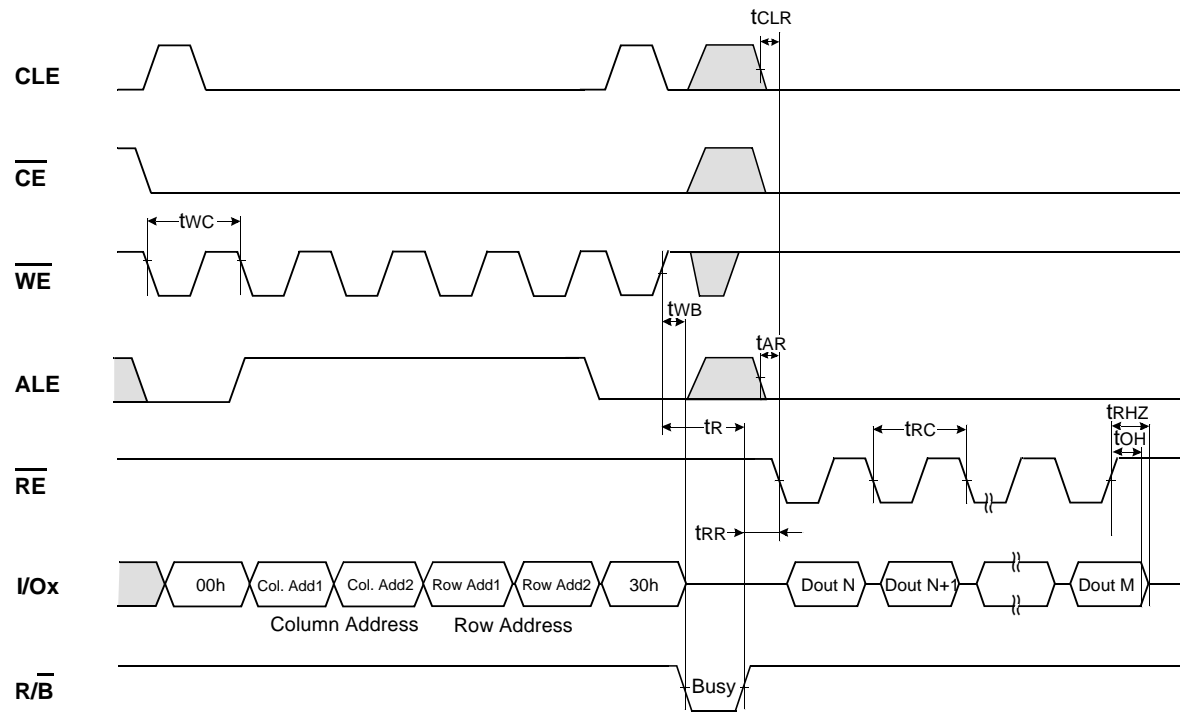 tCLR
CLE
CE
tWC
WE
tWB
tAR
ALE
tR
tRC
tRHZ
tOH
RE
tRR
I/Ox
00h
Col. Add1
Col. Add2
Row Add1
Row Add2
30h
Dout N
Dout N+1
Dout M
Column Address
Row Address
R/B
Busy